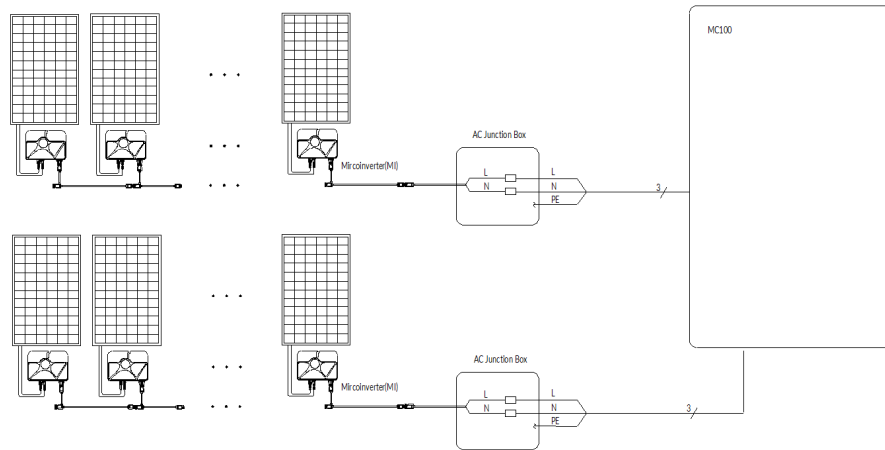 MC100
AC Junction Box
Mircoinverter(MI)
L
N
L
N
PE
3
AC Junction Box
Mircoinverter(MI)
L
N
L
N
PE
3